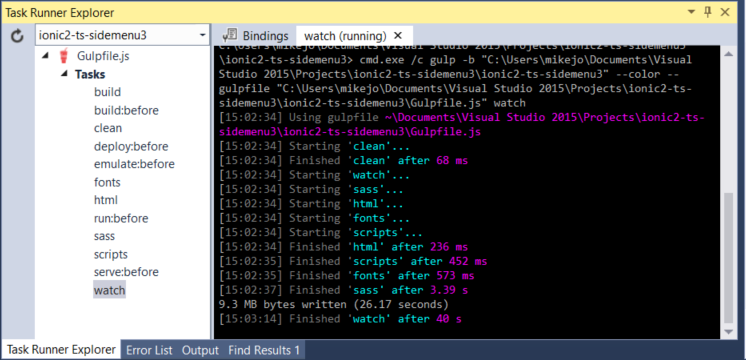 Task Runner Explorer
ionic2-ts-sidemenu3
Gulpfile.js
Tasks
build
build:before
clean
deploy:before
emulate:before
fonts
html
run:before
sass
scripts
serve:before
watch
Bindings
watch (running)
C:\Users\mikejo\Documents\Visual Studio 2015\Projects\ionic2-ts-sidemenu3
\ionic2-ts-sidemenu3> cmd.exe /c gulp -b "C:\Users\mikejo\Documents\Visual
Studio 2015\Projects\ionic2-ts-sidemenu3\ionic2-ts-sidemenu3" --color --
gulpfile "C:\Users\mikejo\Documents\Visual Studio 2015\Projects\ionic2-ts-
sidemenu3\ionic2-ts-sidemenu3\Gulpfile.js" watch
[15:02:34] Using gulpfile ~\Documents\Visual Studio 2015\Projects\ionic2-ts-
sidemenu3\ionic2-ts-sidemenu3\Gulpfile.js
[15:02:34] Starting 'clean'...
[15:02:34] Finished 'clean' after 68 ms
[15:02:34] Starting 'watch'...
[15:02:34] Starting 'sass'...
[15:02:34] Starting 'html'...
[15:02:34] Starting 'fonts'...
[15:02:34] Starting 'scripts'...
[15:02:34] Finished 'html' after 236 ms
[15:02:35] Finished 'scripts' after 452 ms
[15:02:35] Finished 'fonts' after 573 ms
[15:02:37] Finished 'sass' after 3.39 s
9.3 MB bytes written (26.17 seconds)
[15:03:14] Finished 'watch' after 40 s
Task Runner Explorer Error List Output Find Results 1